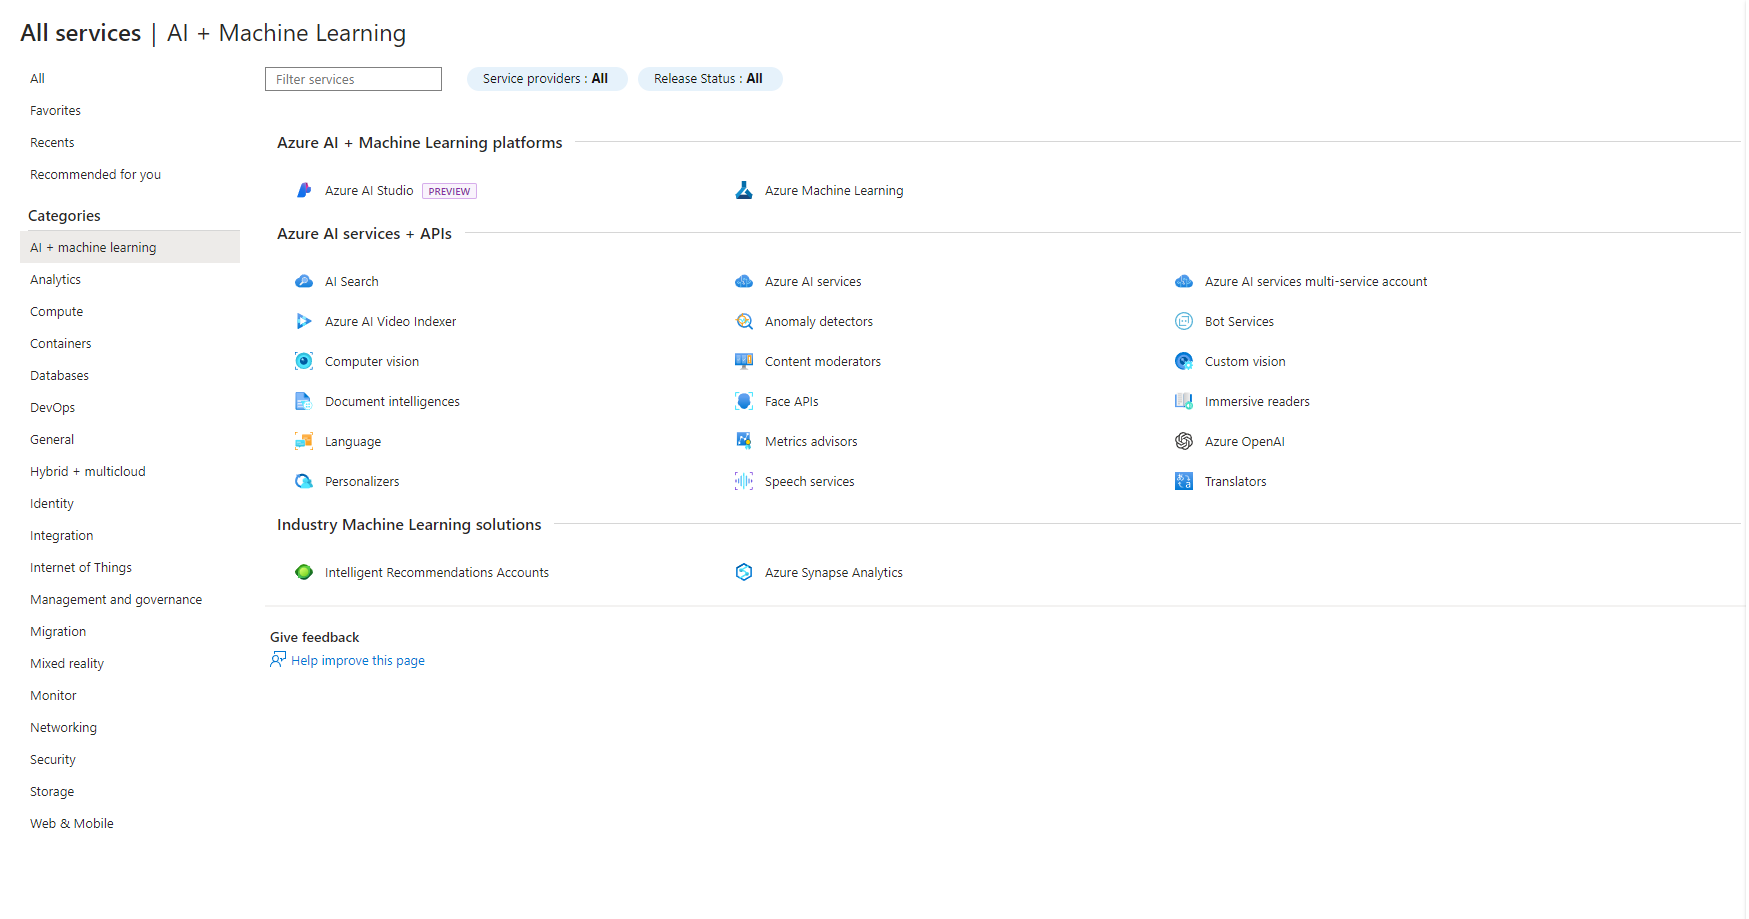 All services | AI + Machine Learning
All
Favorites
Recents
Recommended for you
Categories
AI + machine learning
Analytics
Compute
Containers
Databases
DevOps
General
Hybrid + multicloud
Identity
Integration
Internet of Things
Management and governance
Migration
Mixed reality
Monitor
Networking
Security
Storage
Web & Mobile
Filter services
Service providers : All
Release Status : All
Azure AI + Machine Learning platforms
Azure AI Studio PREVIEW
Azure Machine Learning
Azure AI services + APIs
AI Search
Azure AI services
Azure AI services multi-service account
Azure AI Video Indexer
Anomaly detectors
Bot Services
Computer vision
Content moderators
Custom vision
Document intelligences
Face APIs
Immersive readers
Language
Metrics advisors
Azure OpenAI
Personalizers
Speech services
Translators
Industry Machine Learning solutions
Intelligent Recommendations Accounts
Azure Synapse Analytics
Give feedback
Help improve this page